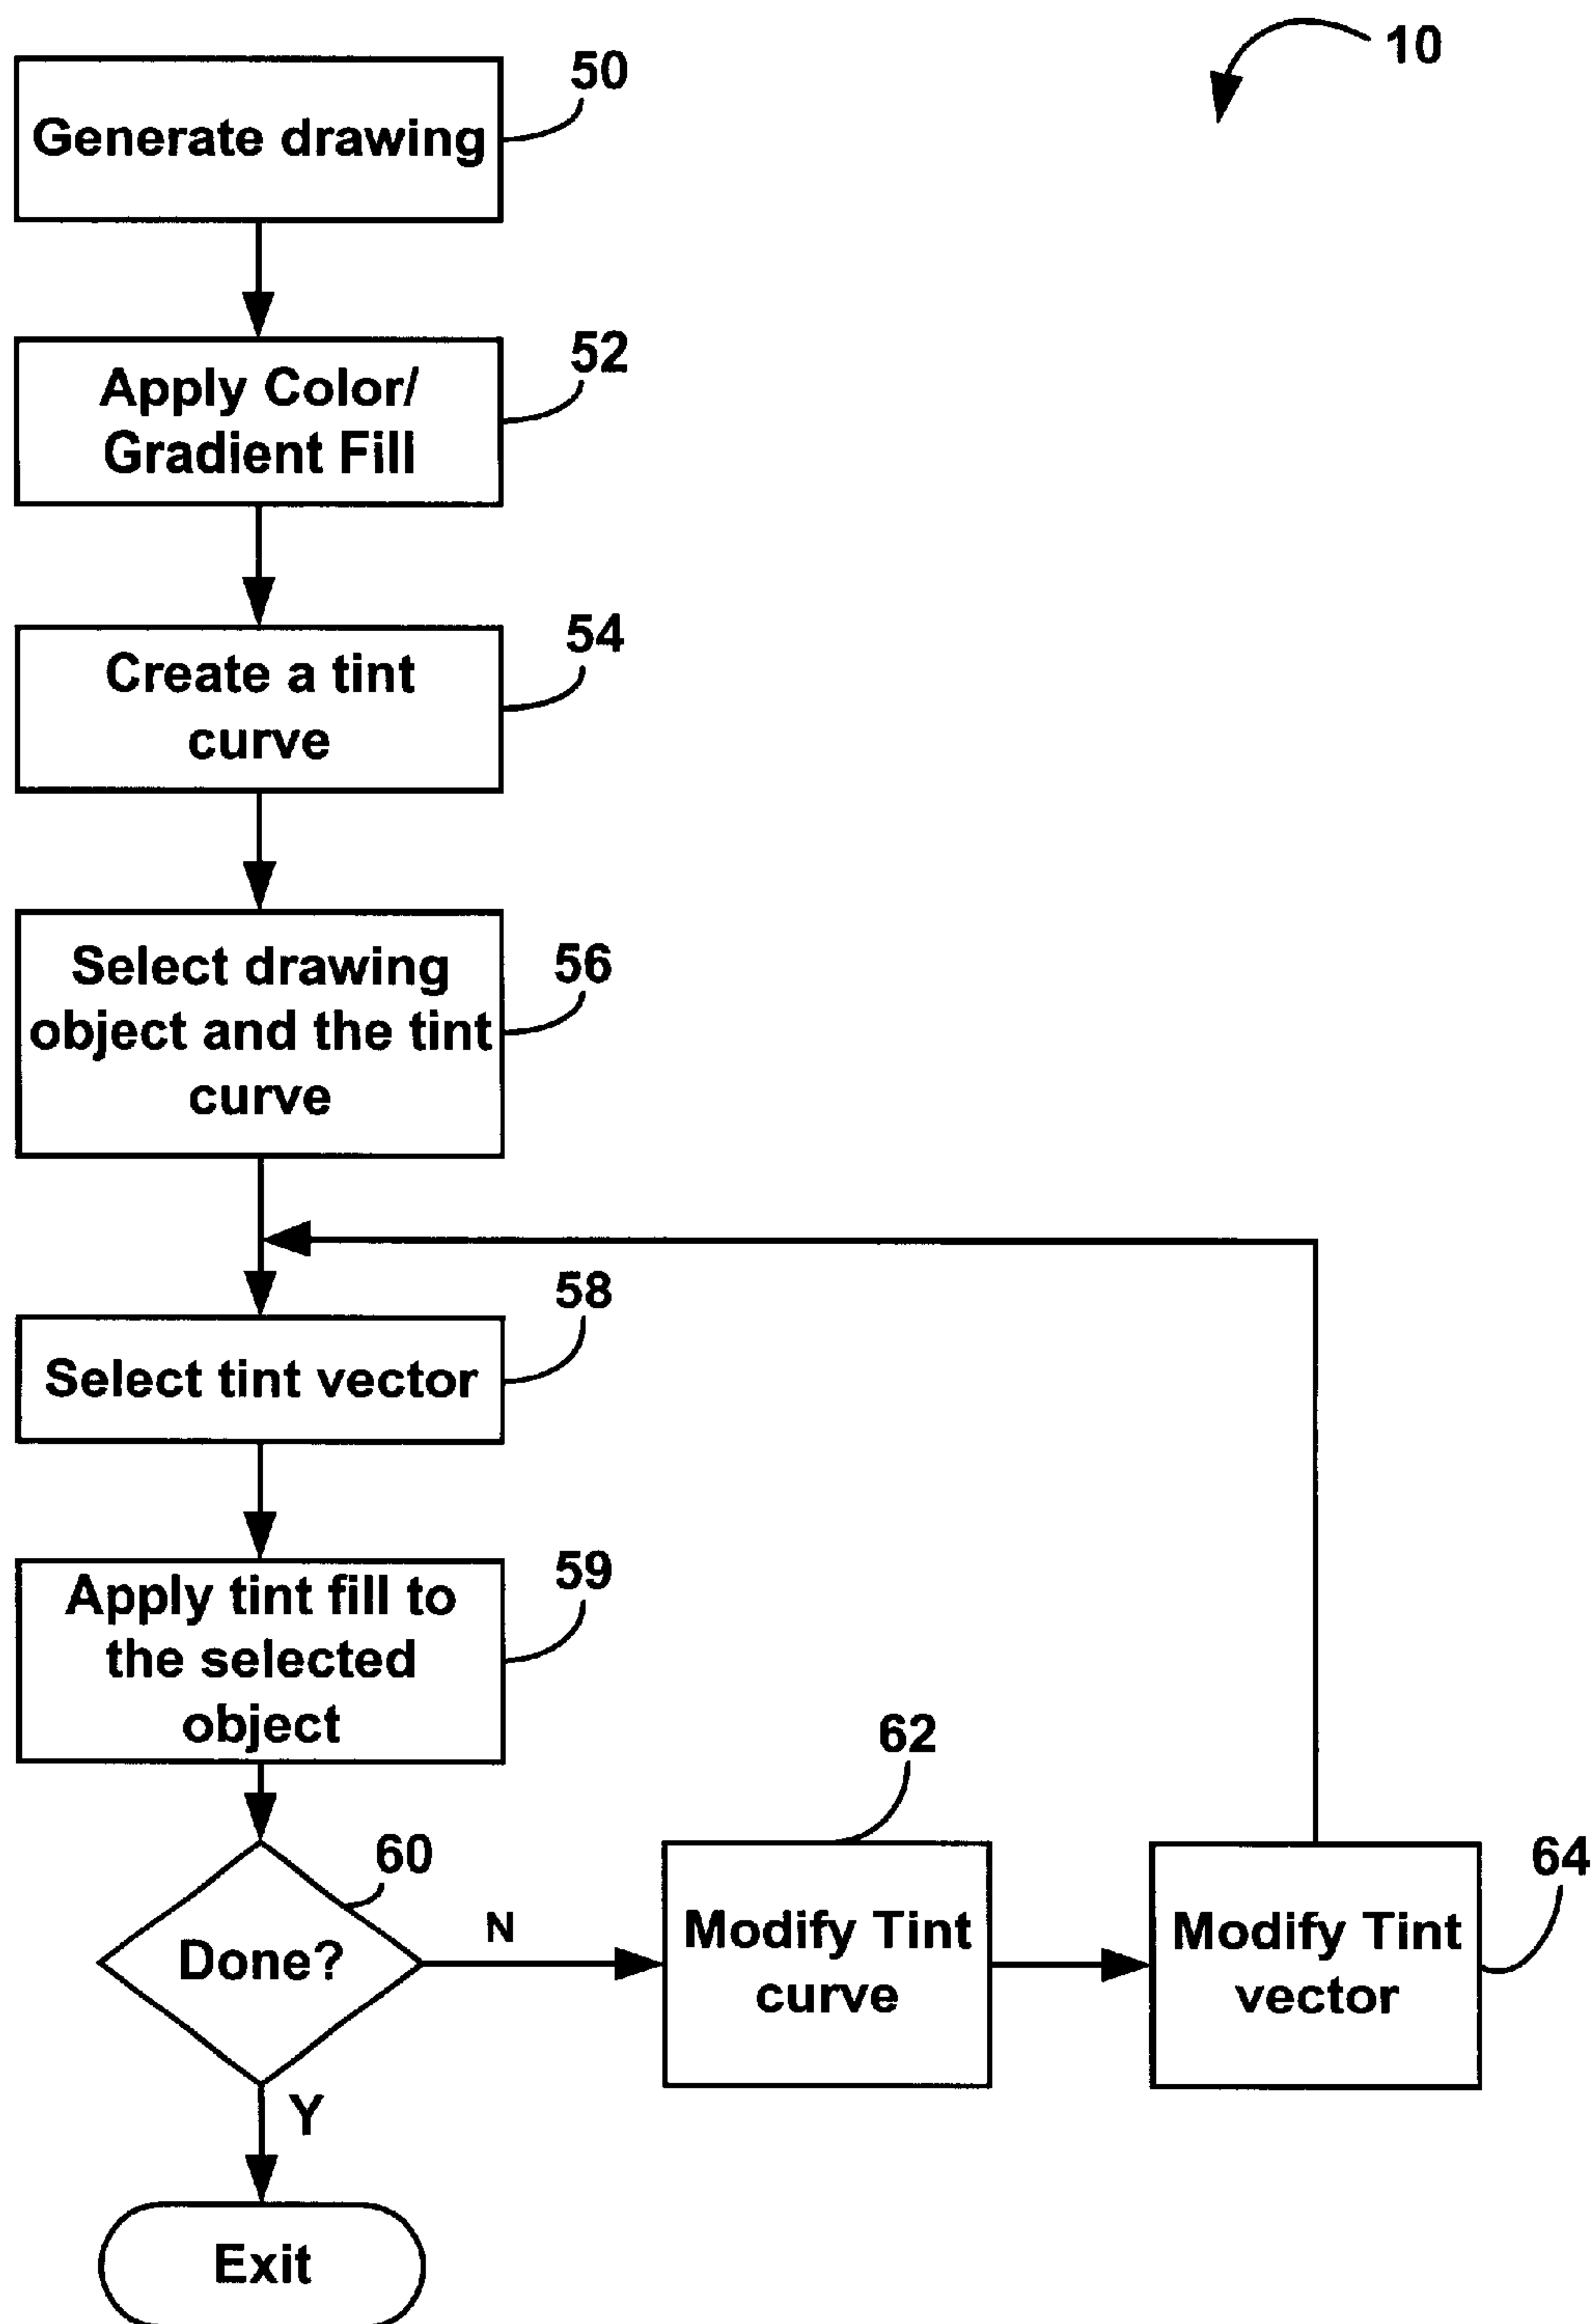 10
50
Generate drawing
52
Apply Color/
Gradient Fill
54
Create a tint
curve
56
Select drawing
object and the tint
curve
58
Select tint vector
59
Apply tint fill to
the selected
object
60
Done?
N
62
Modify Tint
curve
64
Modify Tint
vector
Y
Exit